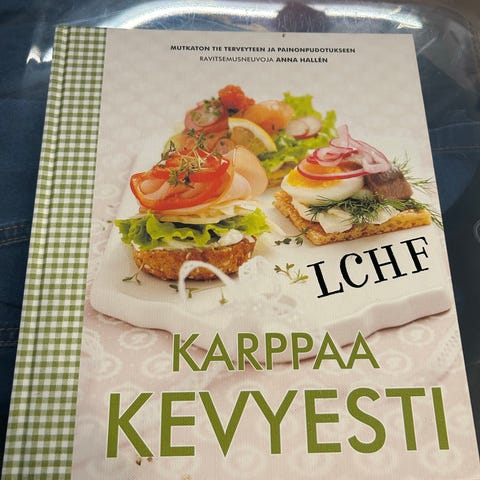 MUTKATON TIE TERVEYTEEN JA PAINONPUDOTUKSEEN
RAVITSEMUSNEUVOJA ANNA HALLÉN
LCHF
KARPPAA
KEVYESTI